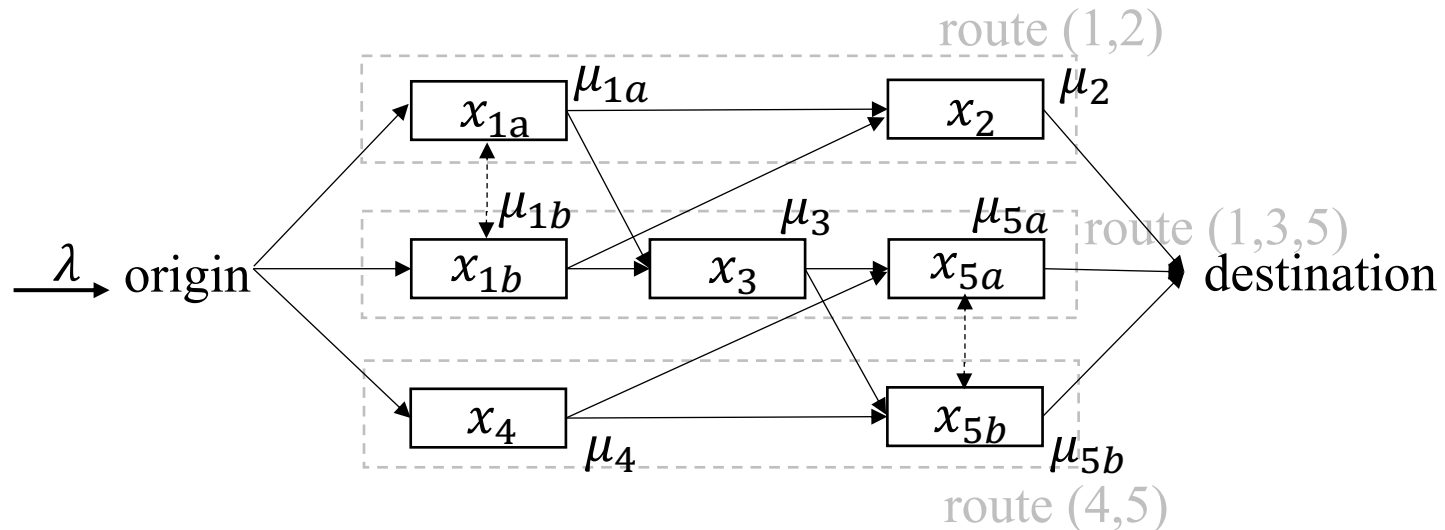 route (1,2)
x₁ₐ
μ₁ₐ
x₂
μ₂
μ₁b
μ₃
μ₅ₐ
route (1,3,5)
λ
origin
x₁b
x₃
x₅ₐ
destination
x₄
μ₄
x₅b
μ₅b
route (4,5)